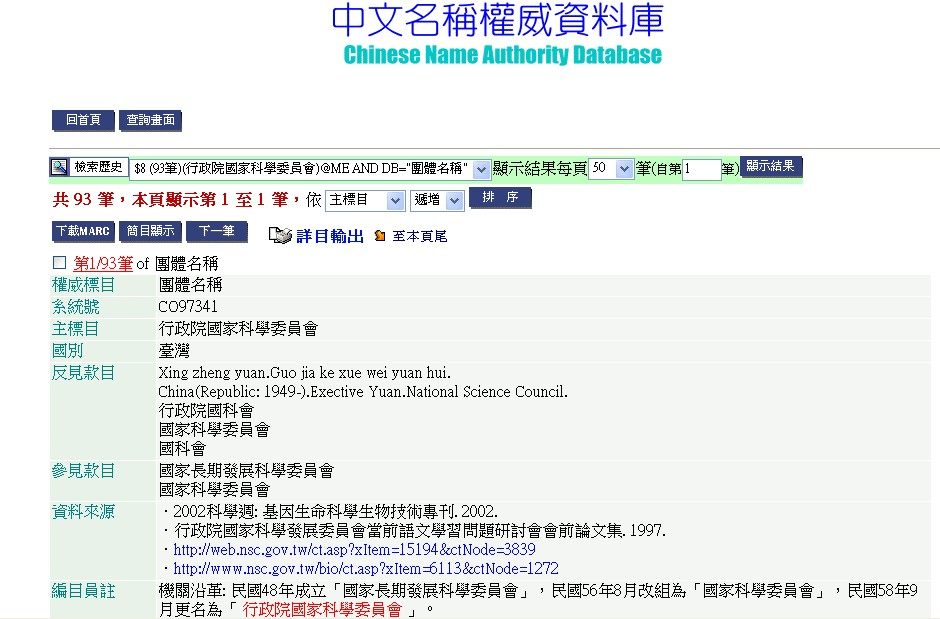 中文名稱權威資料庫
Chinese Name Authority Database
回首頁 查詢畫面
檢索歷史 $8 (93筆)(行政院國家科學委員會)@ME AND DB="團體名稱" 顯示結果每頁 50 筆(自第 1 筆) 顯示結果
共 93 筆，本頁顯示第 1 至 1 筆，依 主標目 遞增 排 序
下載MARC 簡目顯示 下一筆 詳目輸出 至本頁尾
第1/93筆 of 團體名稱
權威標目 團體名稱
系統號 CO97341
主標目 行政院國家科學委員會
國別 臺灣
反見款目 Xing zheng yuan.Guo jia ke xue wei yuan hui.
China(Republic: 1949-).Exective Yuan.National Science Council.
行政院國科會
國家科學委員會
國科會
參見款目 國家長期發展科學委員會
國家科學委員會
資料來源 ‧2002科學週: 基因生命科學生物技術專刊. 2002.
‧行政院國家科學發展委員會當前語文學習問題研討會會前論文集. 1997.
‧http://web.nsc.gov.tw/ct.asp?xItem=15194&ctNode=3839
‧http://www.nsc.gov.tw/bio/ct.asp?xItem=6113&ctNode=1272
編目員註 機關沿革: 民國48年成立「國家長期發展科學委員會」，民國56年8月改組為「國家科學委員會」，民國58年9
月更名為「 行政院國家科學委員會 」。